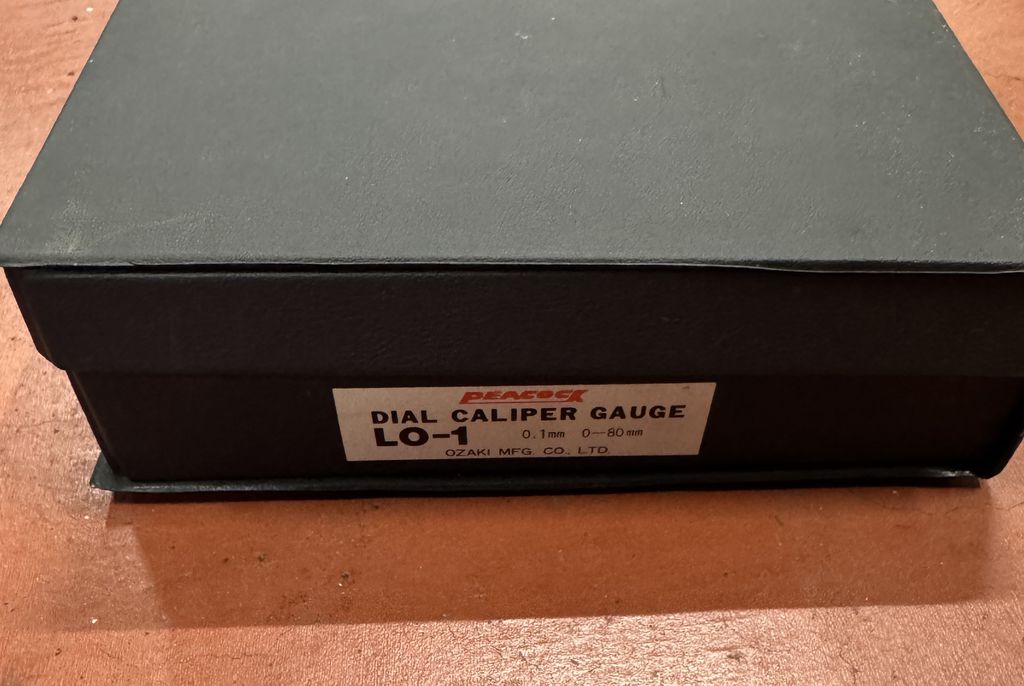 PEACOCK
DIAL CALIPER GAUGE
LO-1 0.1mm 0-80mm
OZAKI MFG. CO., LTD.